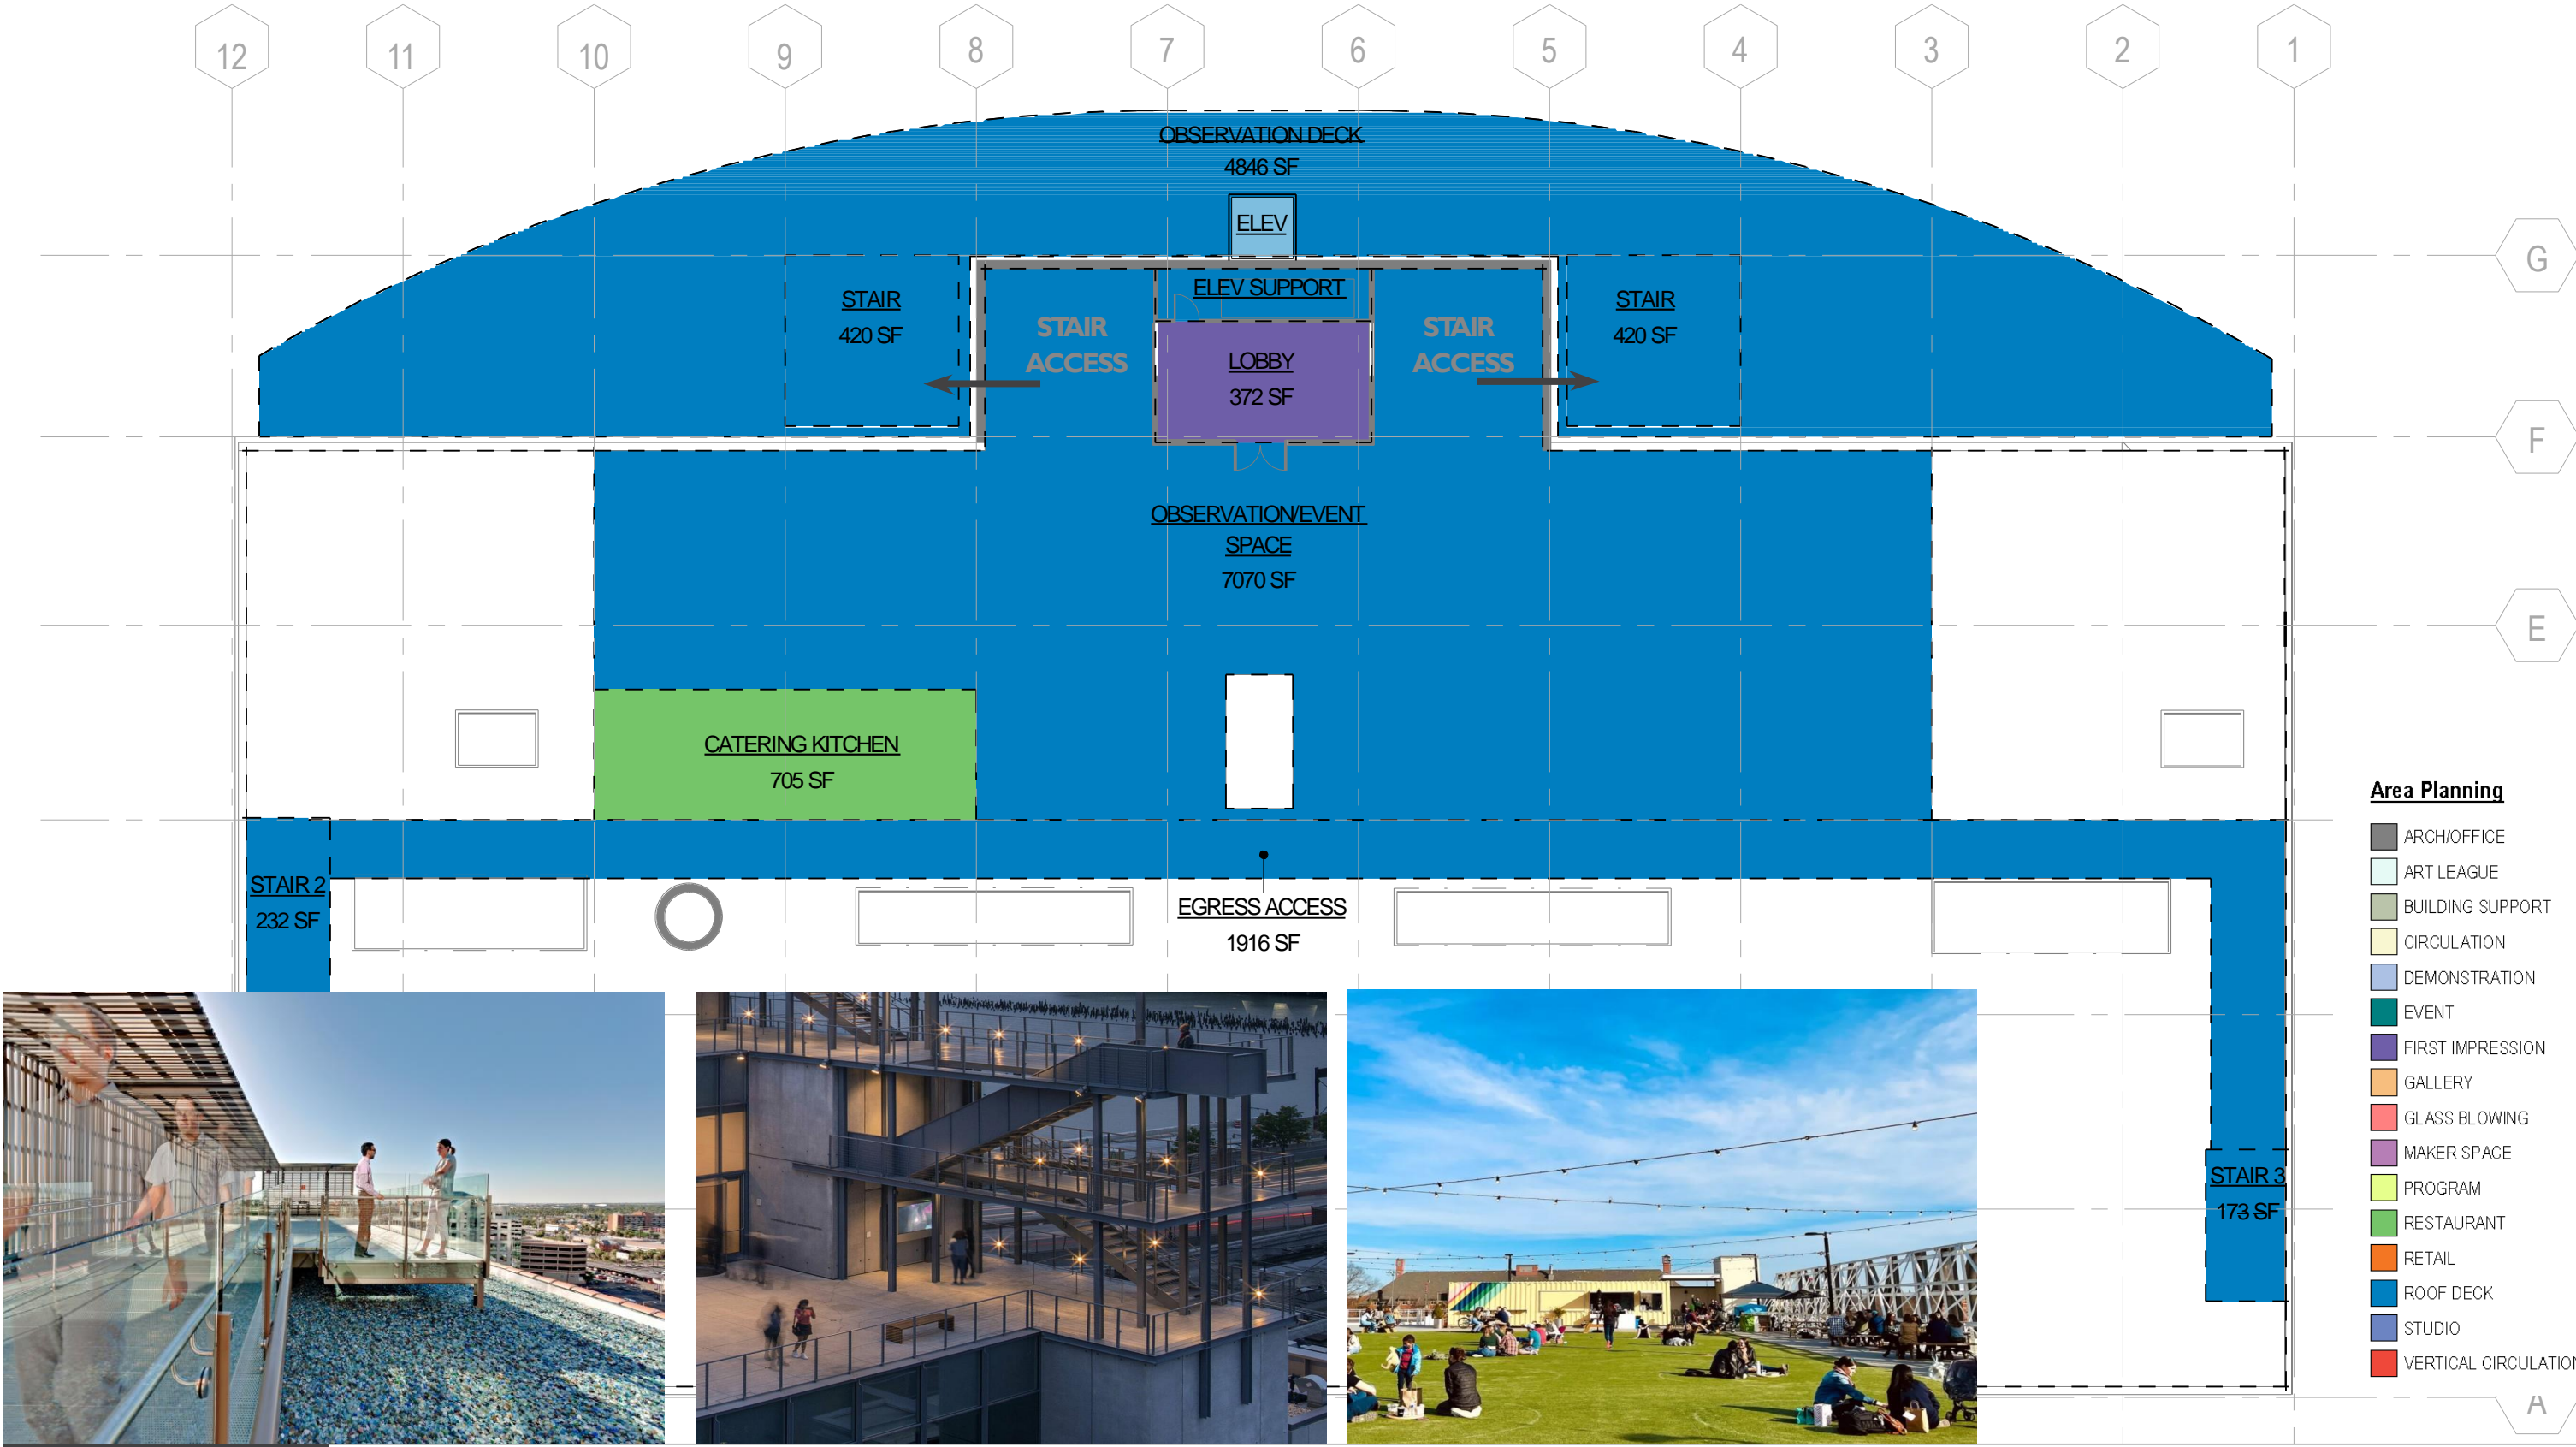 12 11 10 9 8 7 6 5 4 3 2 1
OBSERVATION DECK
4846 SF
ELEV
G
ELEV SUPPORT
STAIR
420 SF
STAIR
ACCESS
LOBBY
372 SF
STAIR
ACCESS
STAIR
420 SF
F
OBSERVATION/EVENT
SPACE
7070 SF
E
CATERING KITCHEN
705 SF
STAIR 2
232 SF
EGRESS ACCESS
1916 SF
STAIR 3
173 SF
Area Planning
ARCH/OFFICE
ART LEAGUE
BUILDING SUPPORT
CIRCULATION
DEMONSTRATION
EVENT
FIRST IMPRESSION
GALLERY
GLASS BLOWING
MAKER SPACE
PROGRAM
RESTAURANT
RETAIL
ROOF DECK
STUDIO
VERTICAL CIRCULATION
A